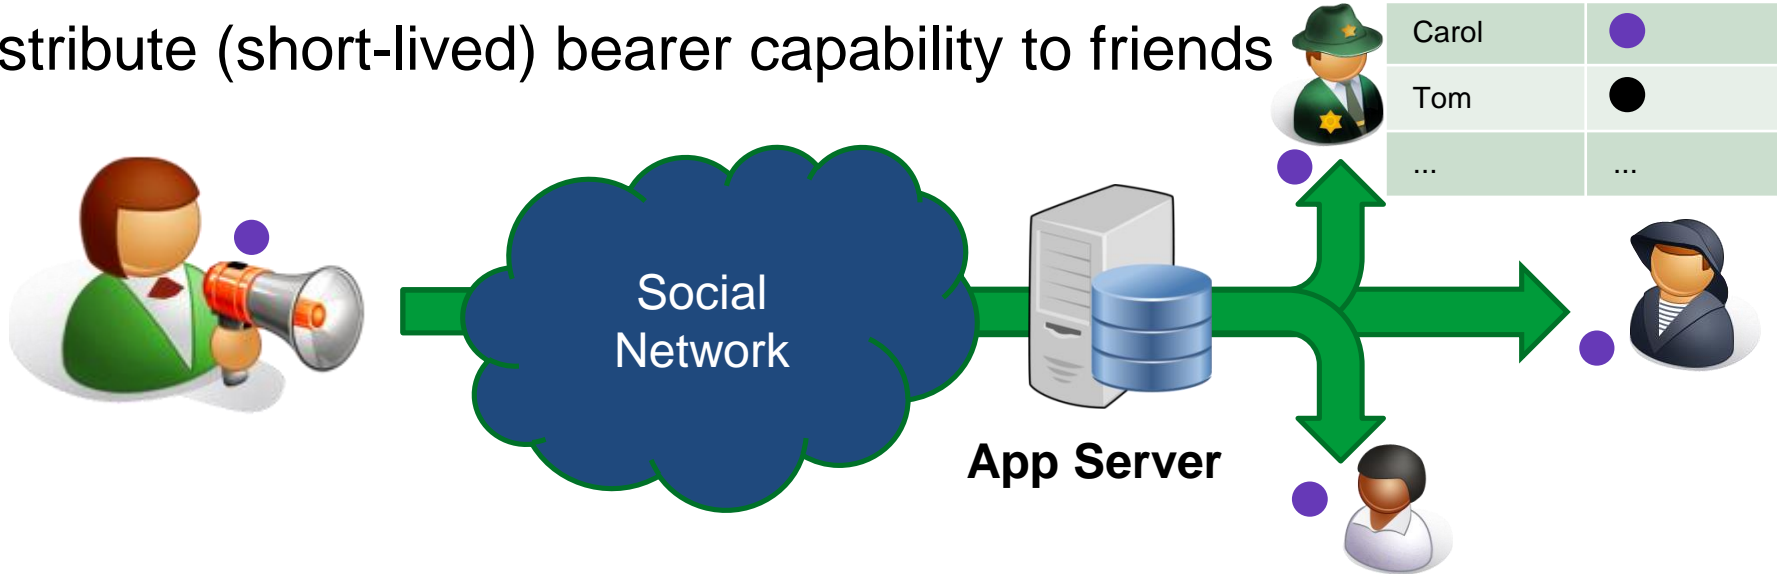 stribute (short-lived) bearer capability to friends
Carol
Tom
... ...
Social
Network
App Server